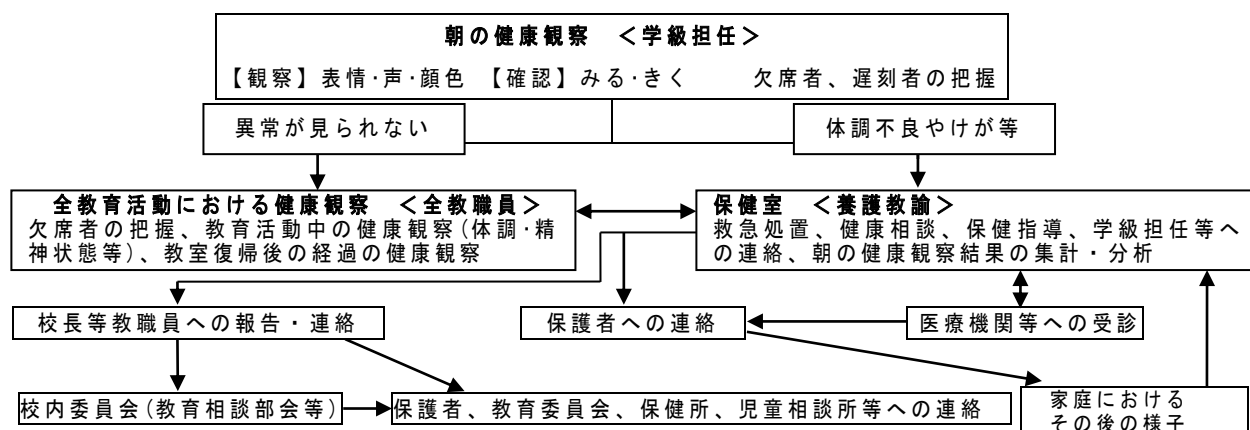 朝の健康観察 ＜学級担任＞
【観察】表情・声・顔色 【確認】みる・きく 欠席者、遅刻者の把握
異常が見られない
体調不良やけが等
全教育活動における健康観察 ＜全教職員＞
欠席者の把握、教育活動中の健康観察(体調・精
神状態等)、教室復帰後の経過の健康観察
保健室 ＜養護教諭＞
救急処置、健康相談、保健指導、学級担任等へ
の連絡、朝の健康観察結果の集計・分析
校長等教職員への報告・連絡
保護者への連絡
医療機関等への受診
校内委員会(教育相談部会等)
保護者、教育委員会、保健所、児童相談所等への連絡
家庭における
その後の様子